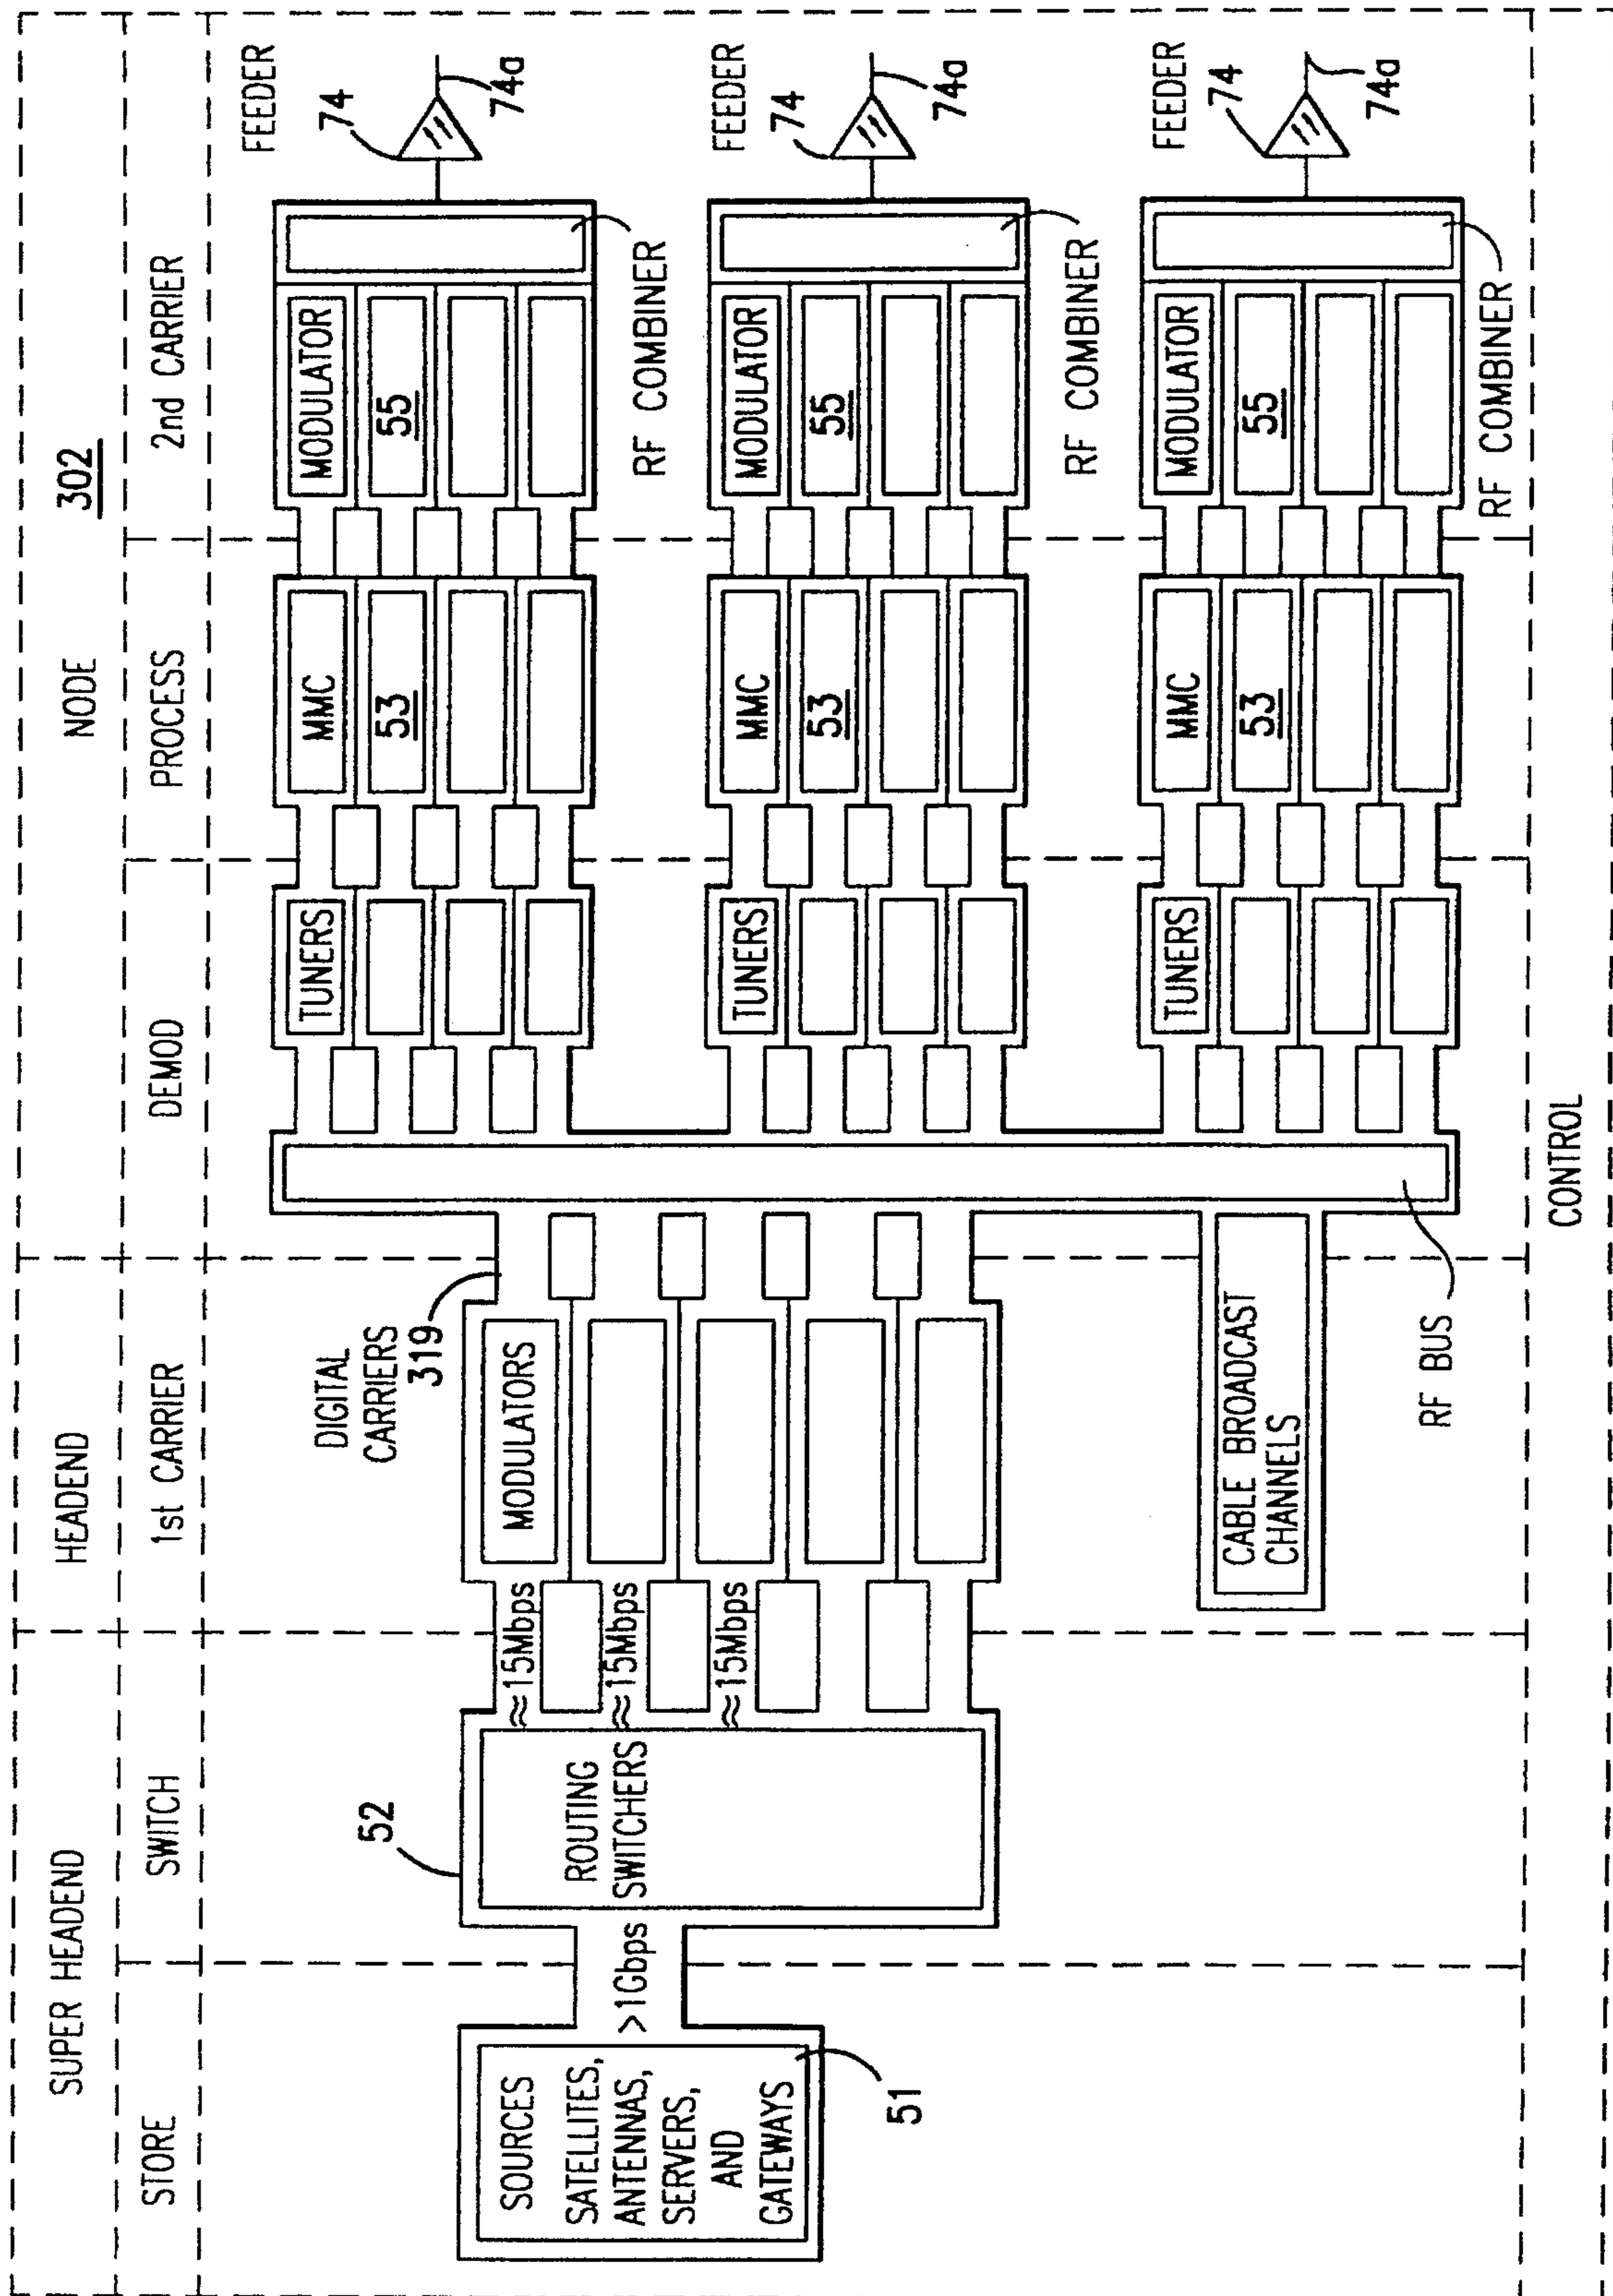 SUPER HEADEND
HEADEND
NODE
302
STORE
SWITCH
1st CARRIER
DEMOD
PROCESS
2nd CARRIER
SOURCES
SATELLITES,
ANTENNAS,
SERVERS,
AND
GATEWAYS
51
>1Gbps
52
ROUTING
SWITCHERS
≈15Mbps
≈15Mbps
≈15Mbps
DIGITAL
CARRIERS
319
MODULATORS
CABLE BROADCAST
CHANNELS
RF BUS
TUNERS
MMC
53
MODULATOR
55
RF COMBINER
FEEDER
74
74a
TUNERS
MMC
53
MODULATOR
55
RF COMBINER
FEEDER
74
74a
TUNERS
MMC
53
MODULATOR
55
RF COMBINER
FEEDER
74
74a
CONTROL